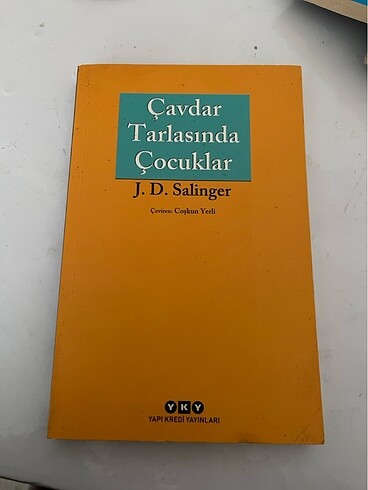 Çavdar
Tarlasında
Çocuklar
J. D. Salinger
Çeviren: Coşkun Yerli
YKY
YAPI KREDİ YAYINLARI